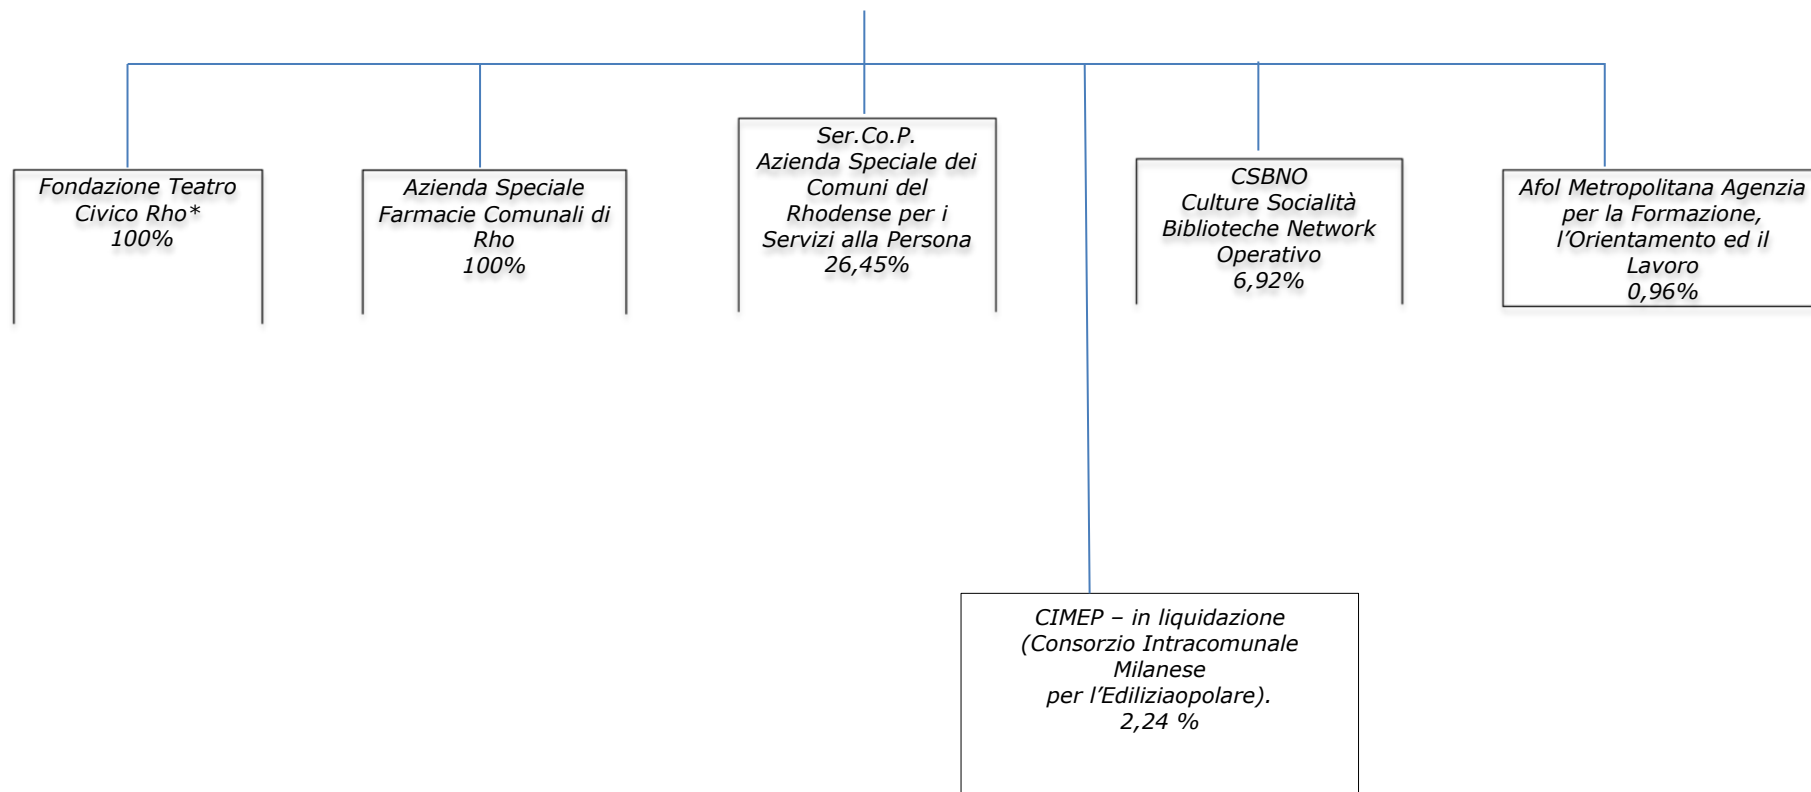 Fondazione Teatro
Civico Rho*
100%
Azienda Speciale
Farmacie Comunali di
Rho
100%
Ser.Co.P.
Azienda Speciale dei
Comuni del
Rhodense per i
Servizi alla Persona
26,45%
CSBNO
Culture Socialità
Biblioteche Network
Operativo
6,92%
Afol Metropolitana Agenzia
per la Formazione,
l’Orientamento ed il
Lavoro
0,96%
CIMEP – in liquidazione
(Consorzio Intracomunale
Milanese
per l’Ediliziaopolare).
2,24 %